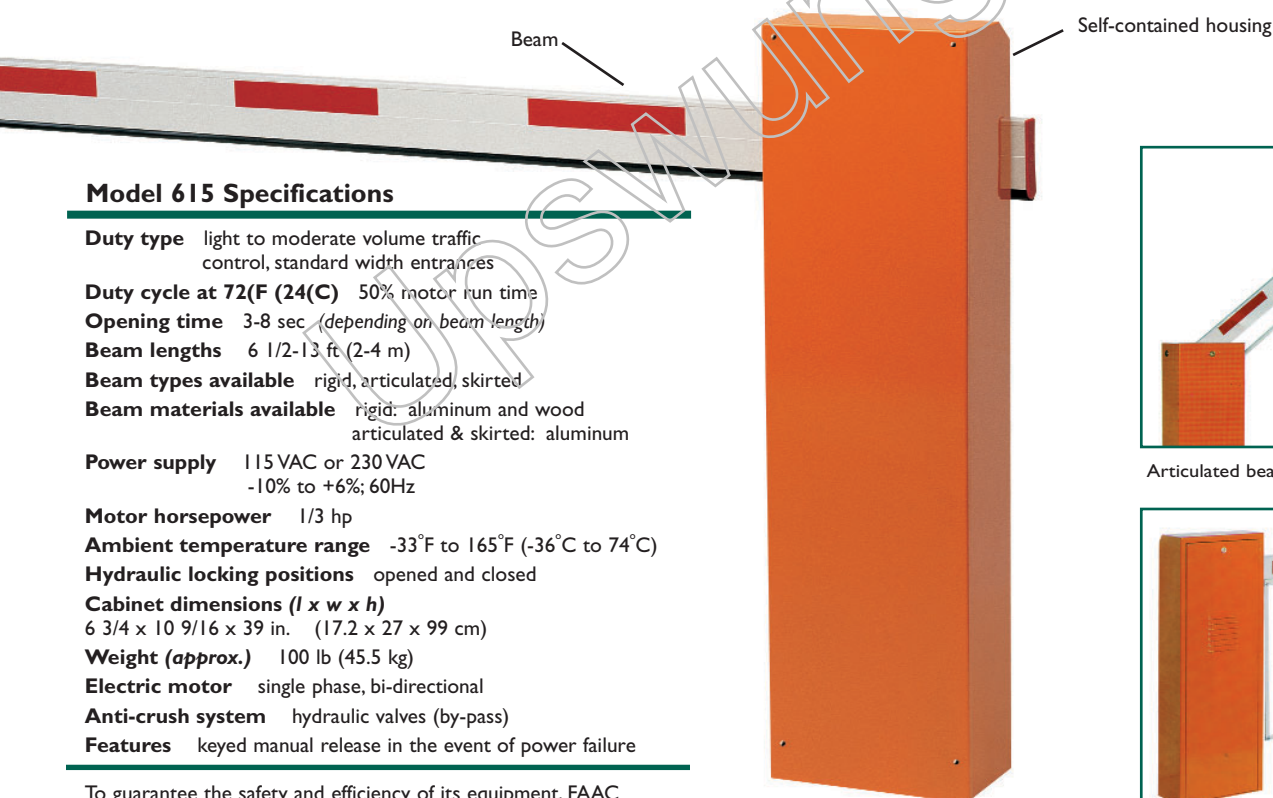 Beam
Self-contained housing
Model 615 Specifications
Duty type light to moderate volume traffic
control, standard width entrances
Duty cycle at 72(F (24(C) 50% motor run time
Opening time 3-8 sec (depending on beam length)
Beam lengths 6 1/2-13 ft (2-4 m)
Beam types available rigid, articulated, skirted
Beam materials available rigid: aluminum and wood
articulated & skirted: aluminum
Power supply 115 VAC or 230 VAC
-10% to +6%; 60Hz
Motor horsepower 1/3 hp
Ambient temperature range -33°F to 165°F (-36°C to 74°C)
Hydraulic locking positions opened and closed
Cabinet dimensions (l x w x h)
6 3/4 x 10 9/16 x 39 in. (17.2 x 27 x 99 cm)
Weight (approx.) 100 lb (45.5 kg)
Electric motor single phase, bi-directional
Anti-crush system hydraulic valves (by-pass)
Features keyed manual release in the event of power failure
To guarantee the safety and efficiency of its equipment, FAAC
Articulated